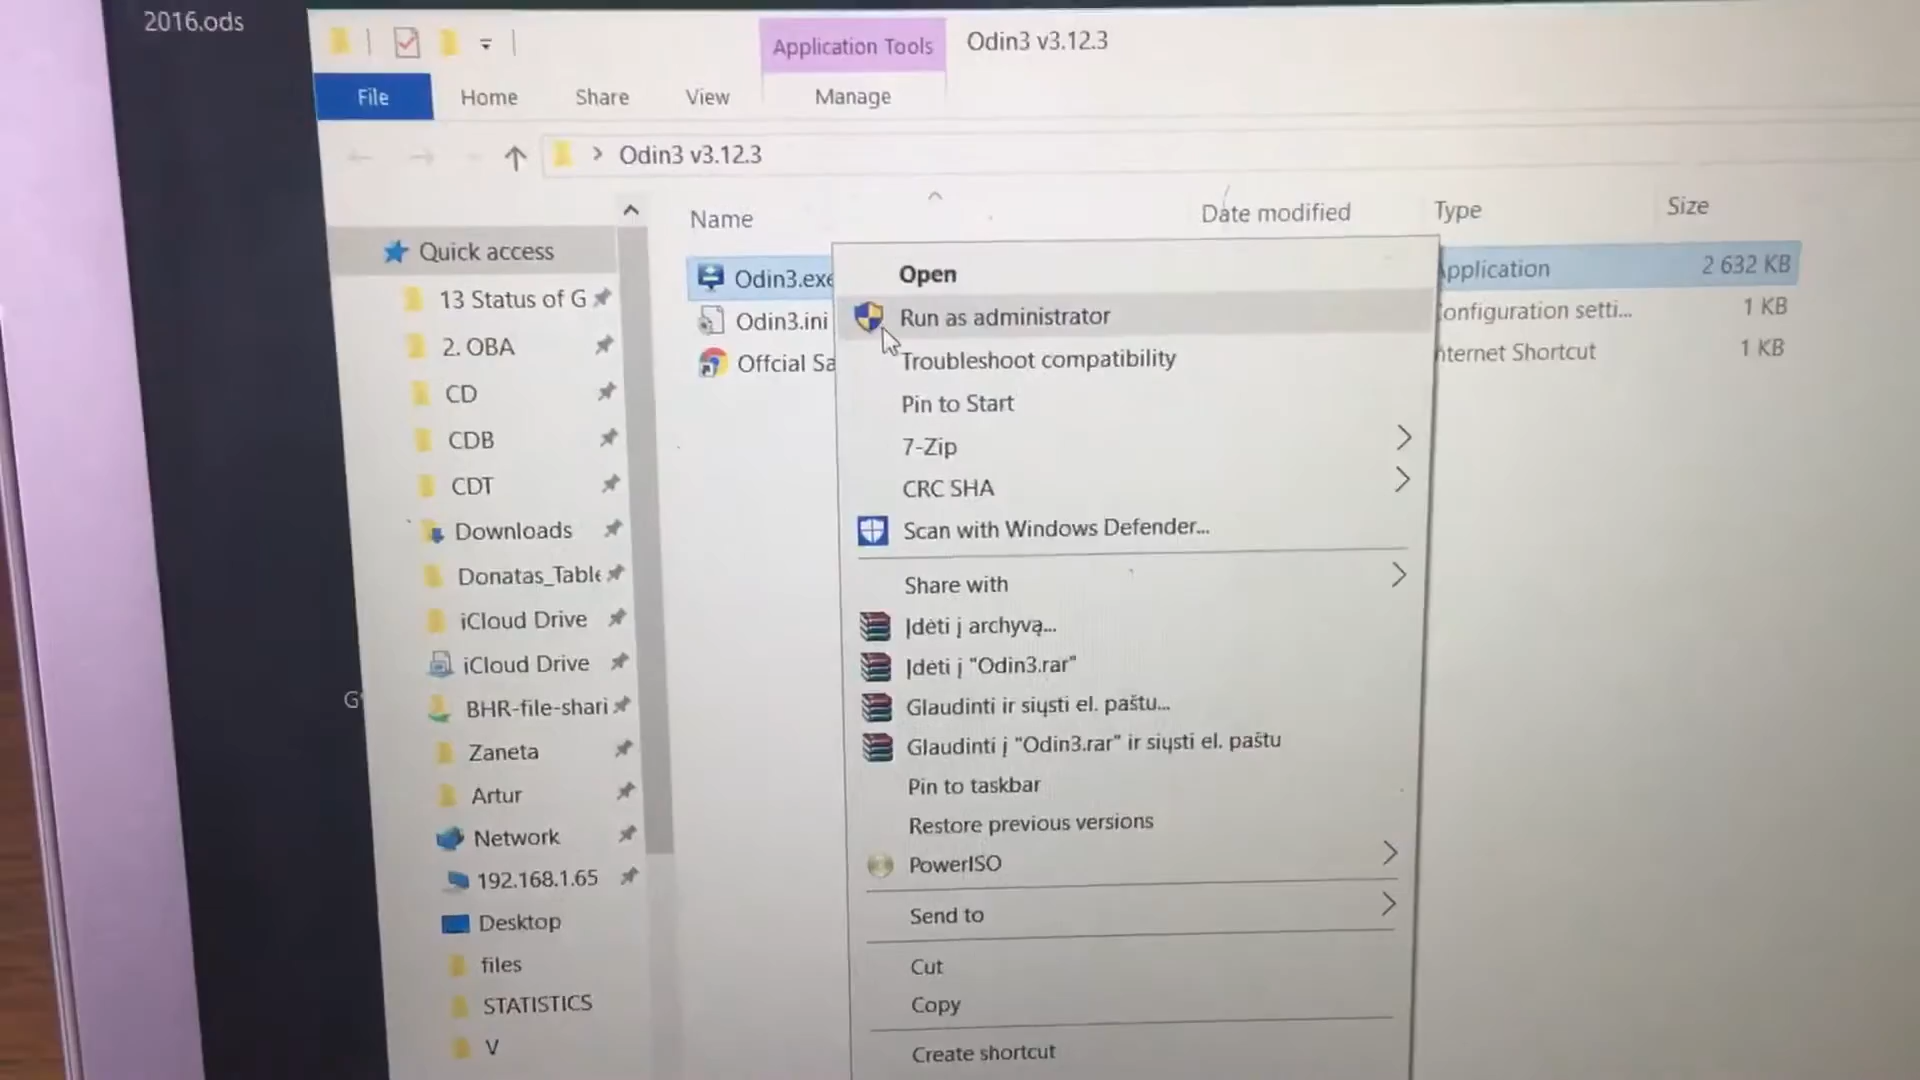 2016.ods
Application Tools
Odin3 v3.12.3
File
Home
Share
View
Manage
Odin3 v3.12.3
Name
Date modified
Type
Size
Quick access
13 Status of G
2. OBA
CD
CDB
CDT
Downloads
Donatas_Table
iCloud Drive
iCloud Drive
BHR-file-shari
Zaneta
Artur
Network
192.168.1.65
Desktop
files
STATISTICS
V
Odin3.exe
Application
2 632 KB
Odin3.ini
onfiguration setti...
1 KB
Offcial Sa
nternet Shortcut
1 KB
Open
Run as administrator
Troubleshoot compatibility
Pin to Start
7-Zip
CRC SHA
Scan with Windows Defender...
Share with
Įdėti į archyvą...
Įdėti į "Odin3.rar"
Glaudinti ir siųsti el. paštu...
Glaudinti į "Odin3.rar" ir siųsti el. paštu
Pin to taskbar
Restore previous versions
PowerISO
Send to
Cut
Copy
Create shortcut